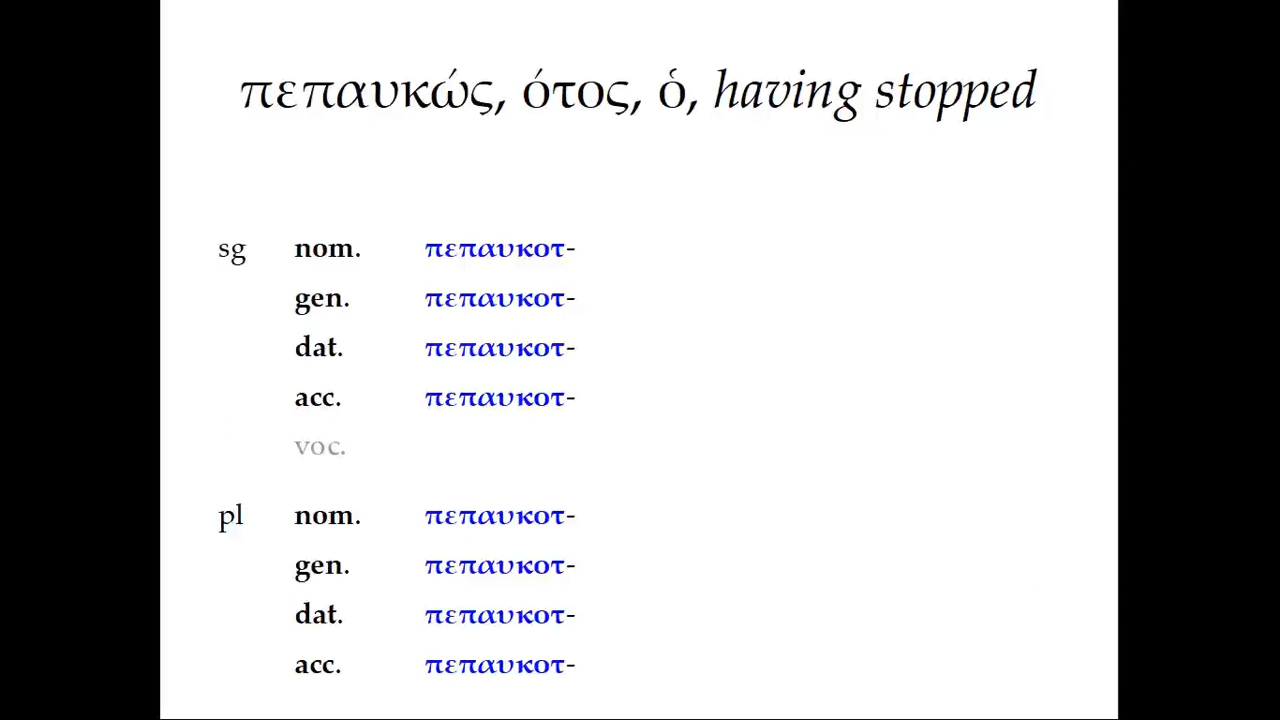 πεπαυκώς, ότος, ὁ, having stopped
sg nom. πεπαυκοτ-
gen. πεπαυκοτ-
dat. πεπαυκοτ-
acc. πεπαυκοτ-
voc.
pl nom. πεπαυκοτ-
gen. πεπαυκοτ-
dat. πεπαυκοτ-
acc. πεπαυκοτ-